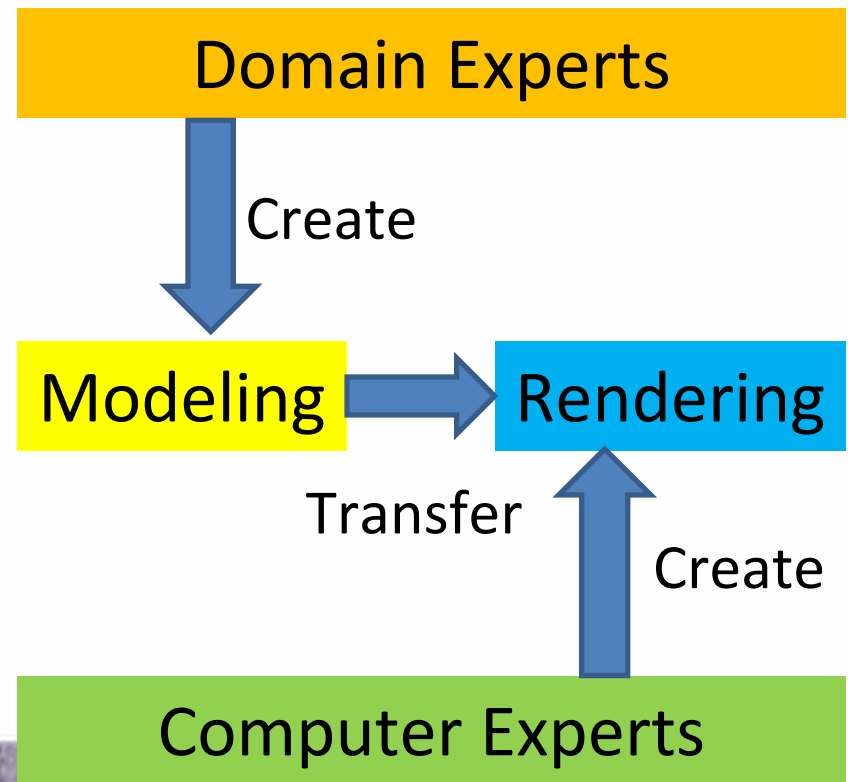 Domain Experts
Create
Modeling
Rendering
Transfer
Create
Computer Experts